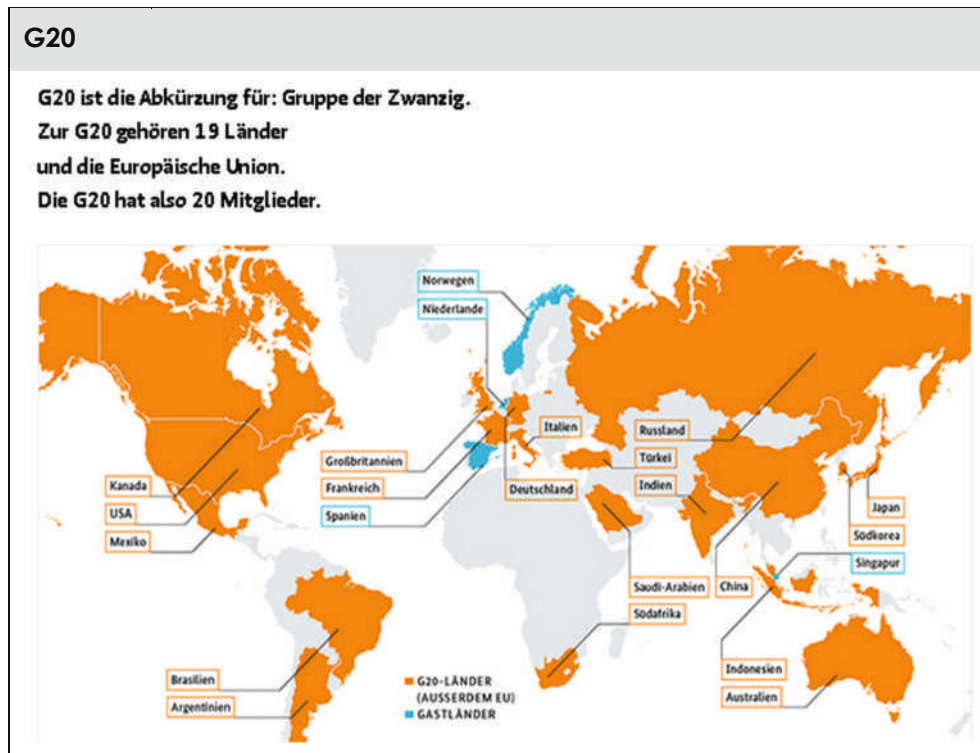 G20
G20 ist die Abkürzung für: Gruppe der Zwanzig.
Zur G20 gehören 19 Länder
und die Europäische Union.
Die G20 hat also 20 Mitglieder.
Norwegen
Niederlande
Italien
Russland
Großbritannien
Türkei
Kanada
Frankreich
Deutschland
Indien
USA
Spanien
Japan
Mexiko
Südkorea
Singapur
Saudi-Arabien
China
Südafrika
Indonesien
Brasilien
G20-LÄNDER
(AUSSERDEM EU)
Australien
Argentinien
GASTLÄNDER